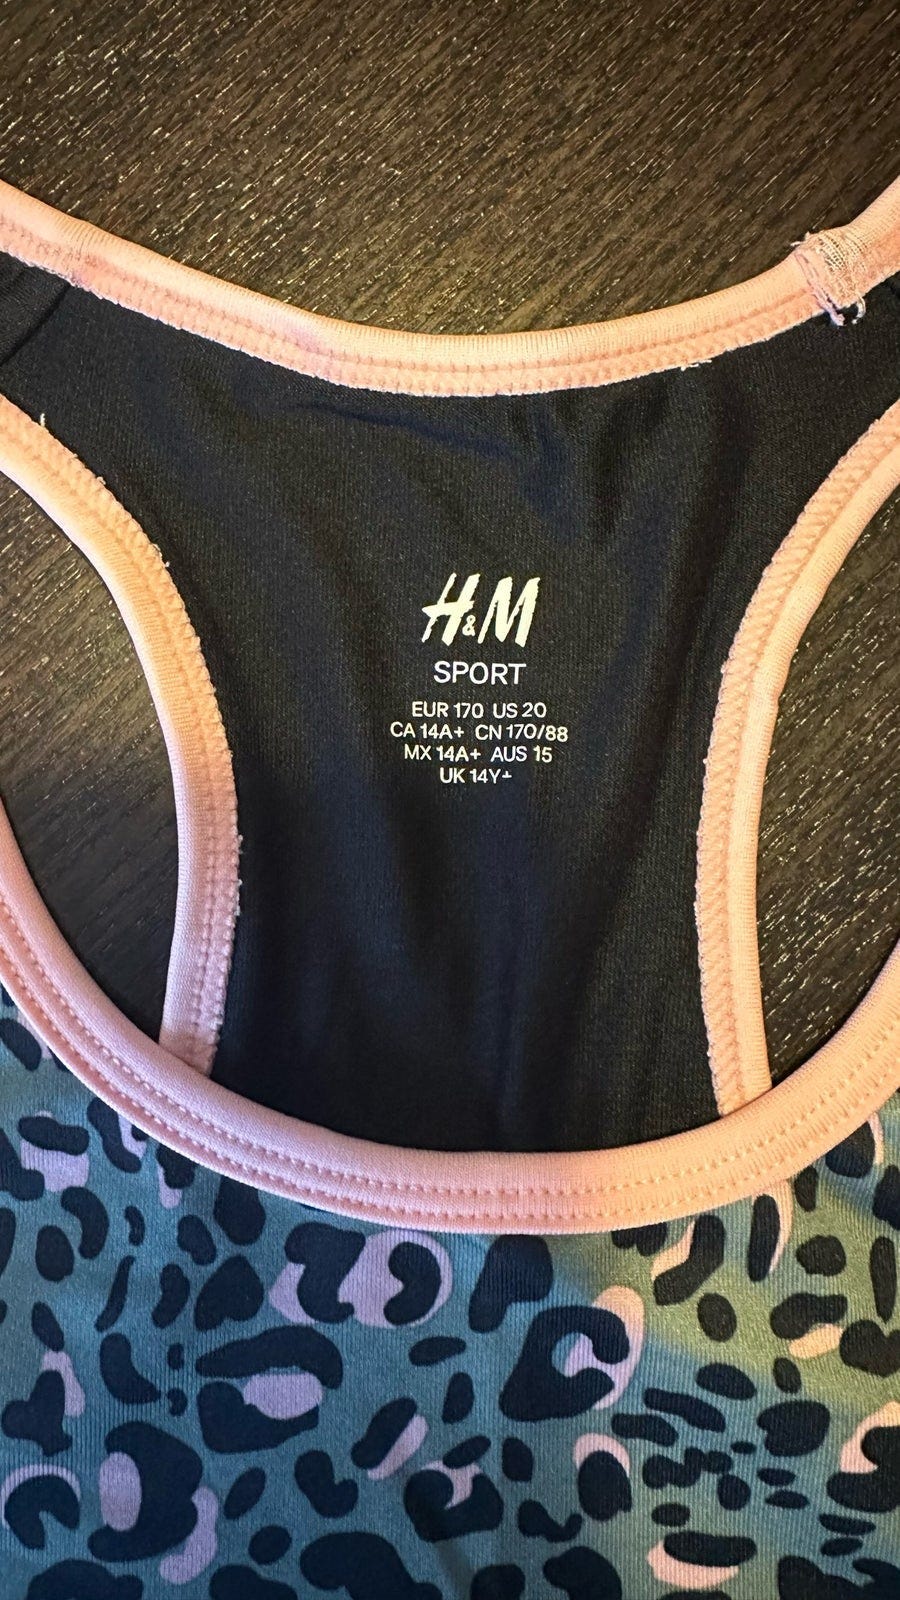 H&M
SPORT
EUR 170 US 20
CA 14A+ CN 170/88
MX 14A+ AUS 15
UK 14Y+